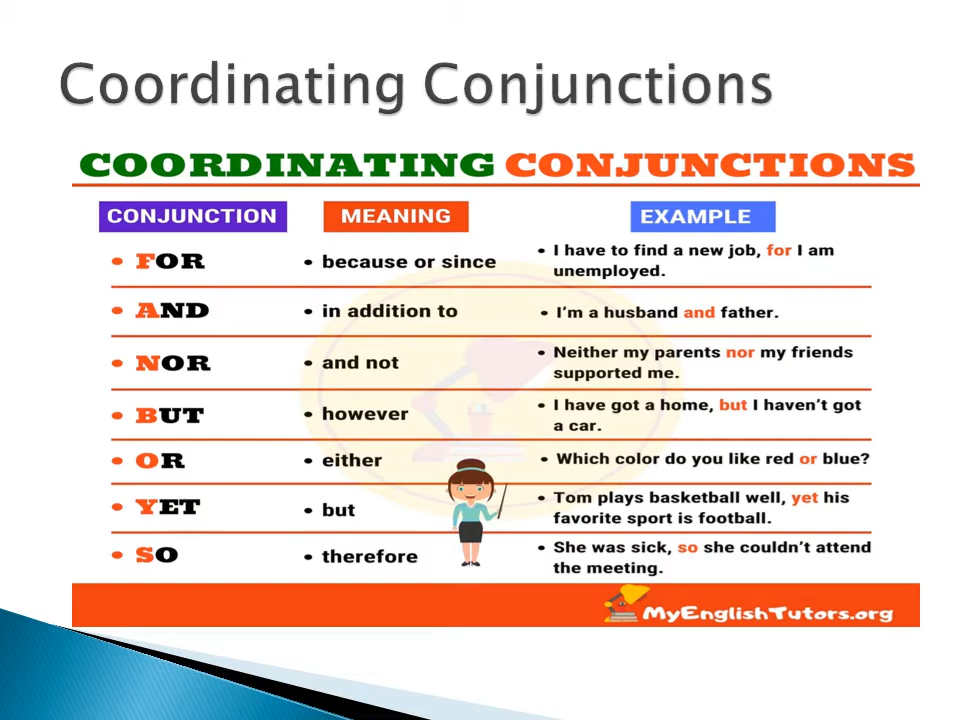 Coordinating Conjunctions
COORDINATING CONJUNCTIONS
CONJUNCTION MEANING EXAMPLE
• FOR • because or since • I have to find a new job, for I am
unemployed.
• AND • in addition to • I'm a husband and father.
• NOR • and not • Neither my parents nor my friends
supported me.
• BUT • however • I have got a home, but I haven't got
a car.
• OR • either • Which color do you like red or blue?
• YET • but • Tom plays basketball well, yet his
favorite sport is football.
• SO • therefore • She was sick, so she couldn't attend
the meeting.
MyEnglishTutors.org